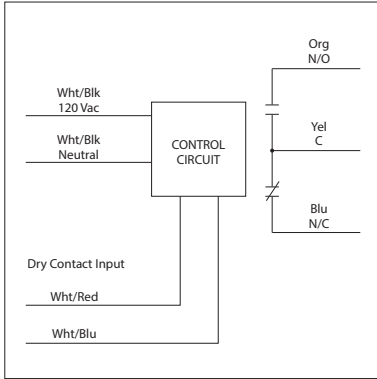 Org
N/O
Wht/Blk
120 Vac
Yel
C
Wht/Blk
Neutral
CONTROL
CIRCUIT
Blu
N/C
Dry Contact Input
Wht/Red
Wht/Blu